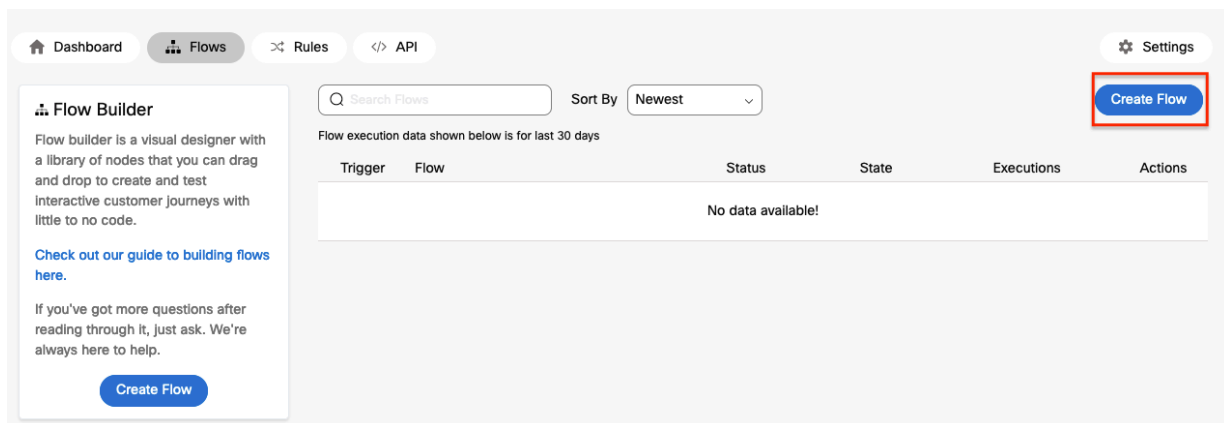 Dashboard
Flows
Rules
</> API
Settings
Flow Builder
Flow builder is a visual designer with
a library of nodes that you can drag
and drop to create and test
interactive customer journeys with
little to no code.
Check out our guide to building flows
here.
If you've got more questions after
reading through it, just ask. We're
always here to help.
Create Flow
Search Flows
Sort By Newest
Create Flow
Flow execution data shown below is for last 30 days
Trigger Flow Status State Executions Actions
No data available!